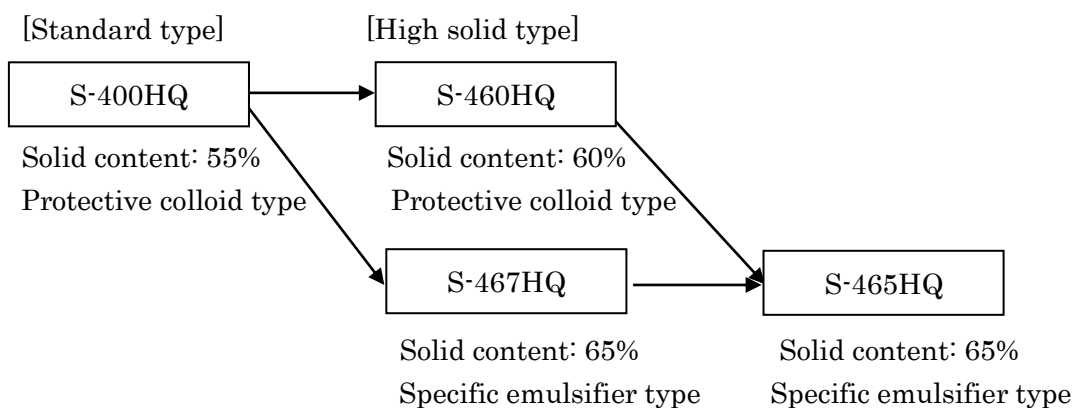 [Standard type]
[High solid type]
S-400HQ
S-460HQ
Solid content: 55%
Protective colloid type
Solid content: 60%
Protective colloid type
S-467HQ
S-465HQ
Solid content: 65%
Specific emulsifier type
Solid content: 65%
Specific emulsifier type